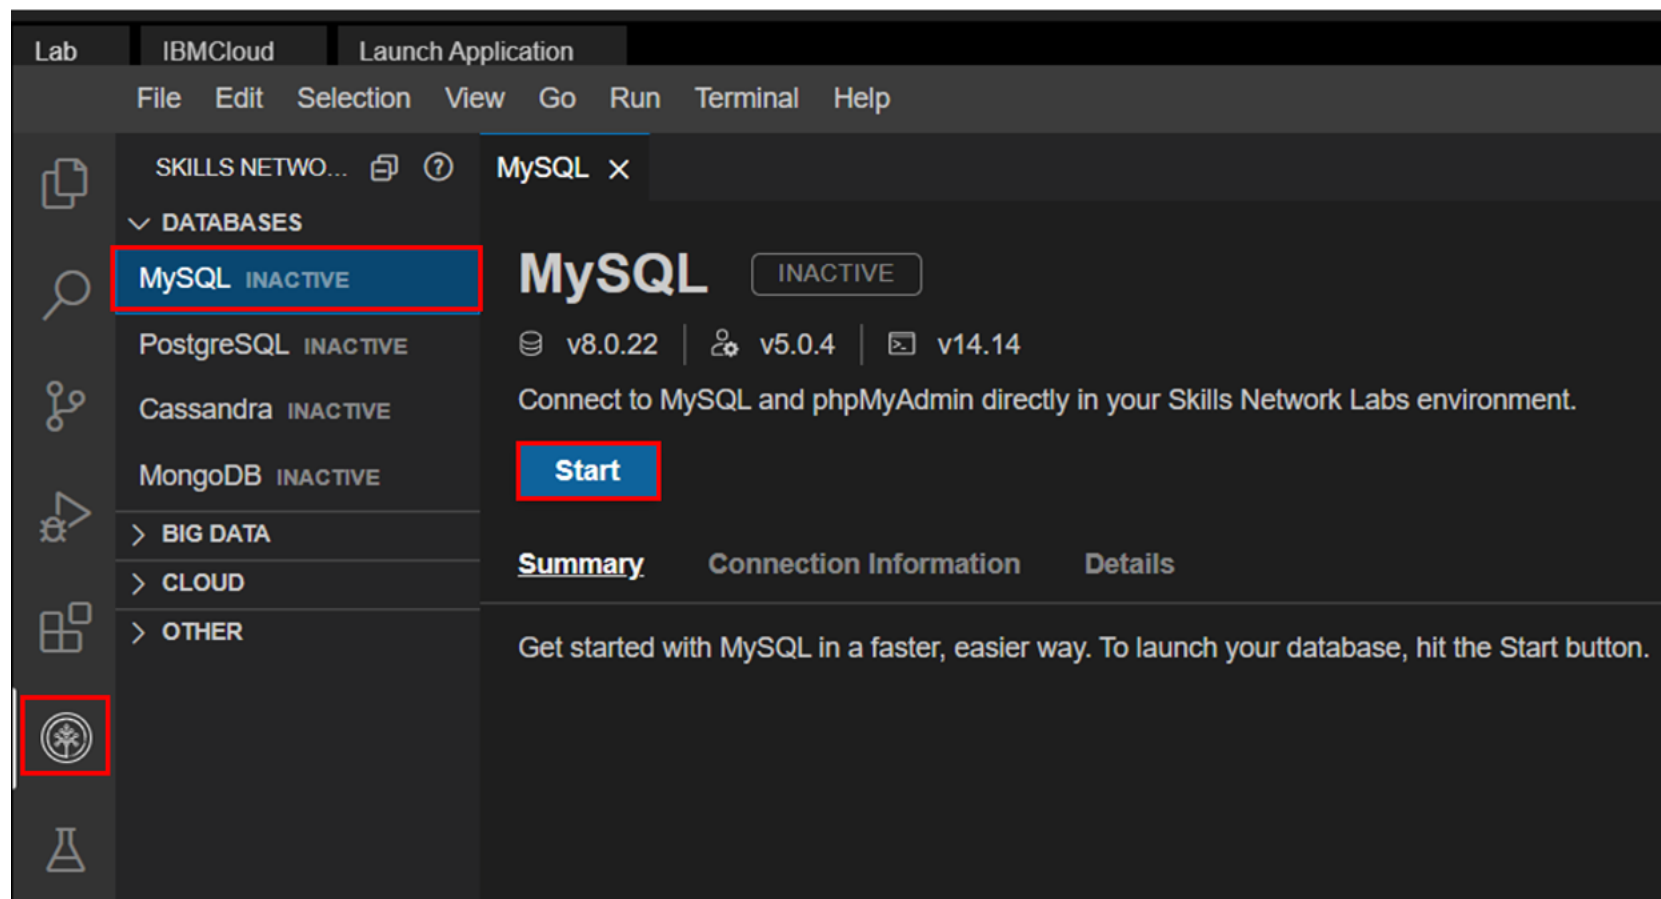 Lab IBMCloud Launch Application
File Edit Selection View Go Run Terminal Help
SKILLS NETWO...
DATABASES
MySQL INACTIVE
PostgreSQL INACTIVE
Cassandra INACTIVE
MongoDB INACTIVE
BIG DATA
CLOUD
OTHER
MySQL
MySQL INACTIVE
v8.0.22 v5.0.4 v14.14
Connect to MySQL and phpMyAdmin directly in your Skills Network Labs environment.
Start
Summary Connection Information Details
Get started with MySQL in a faster, easier way. To launch your database, hit the Start button.